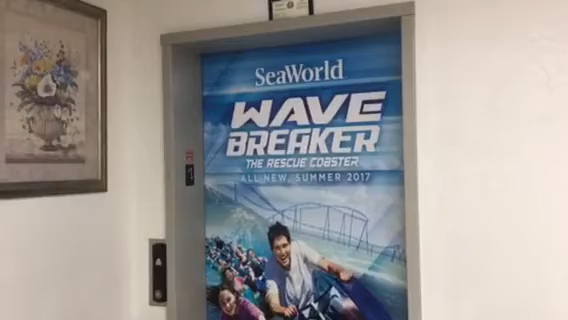 SeaWorld
WAVE
BREAKER
THE RESCUE COASTER
ALL NEW, SUMMER 2017